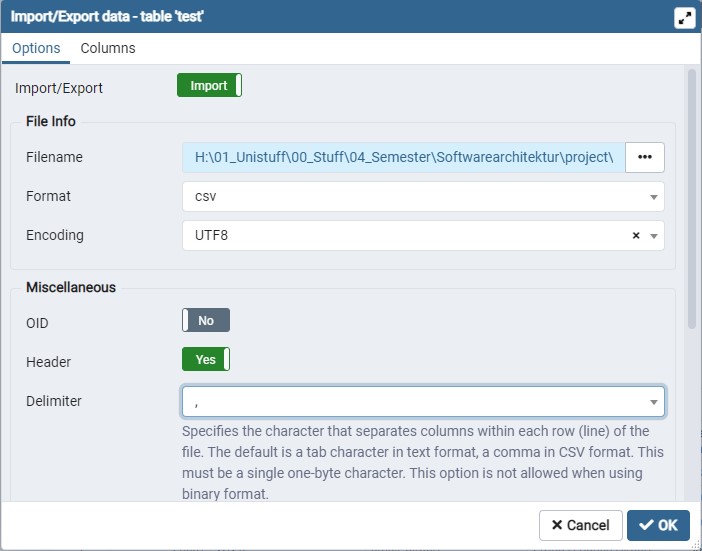 Import/Export data - table 'test'
Options Columns
Import/Export Import
File Info
Filename H:\01_Unistuff\00_Stuff\04_Semester\Softwarearchitektur\project\ •••
Format csv
Encoding UTF8 ×
Miscellaneous
OID No
Header Yes
Delimiter ,
Specifies the character that separates columns within each row (line) of the
file. The default is a tab character in text format, a comma in CSV format. This
must be a single one-byte character. This option is not allowed when using
binary format.
× Cancel ✓ OK